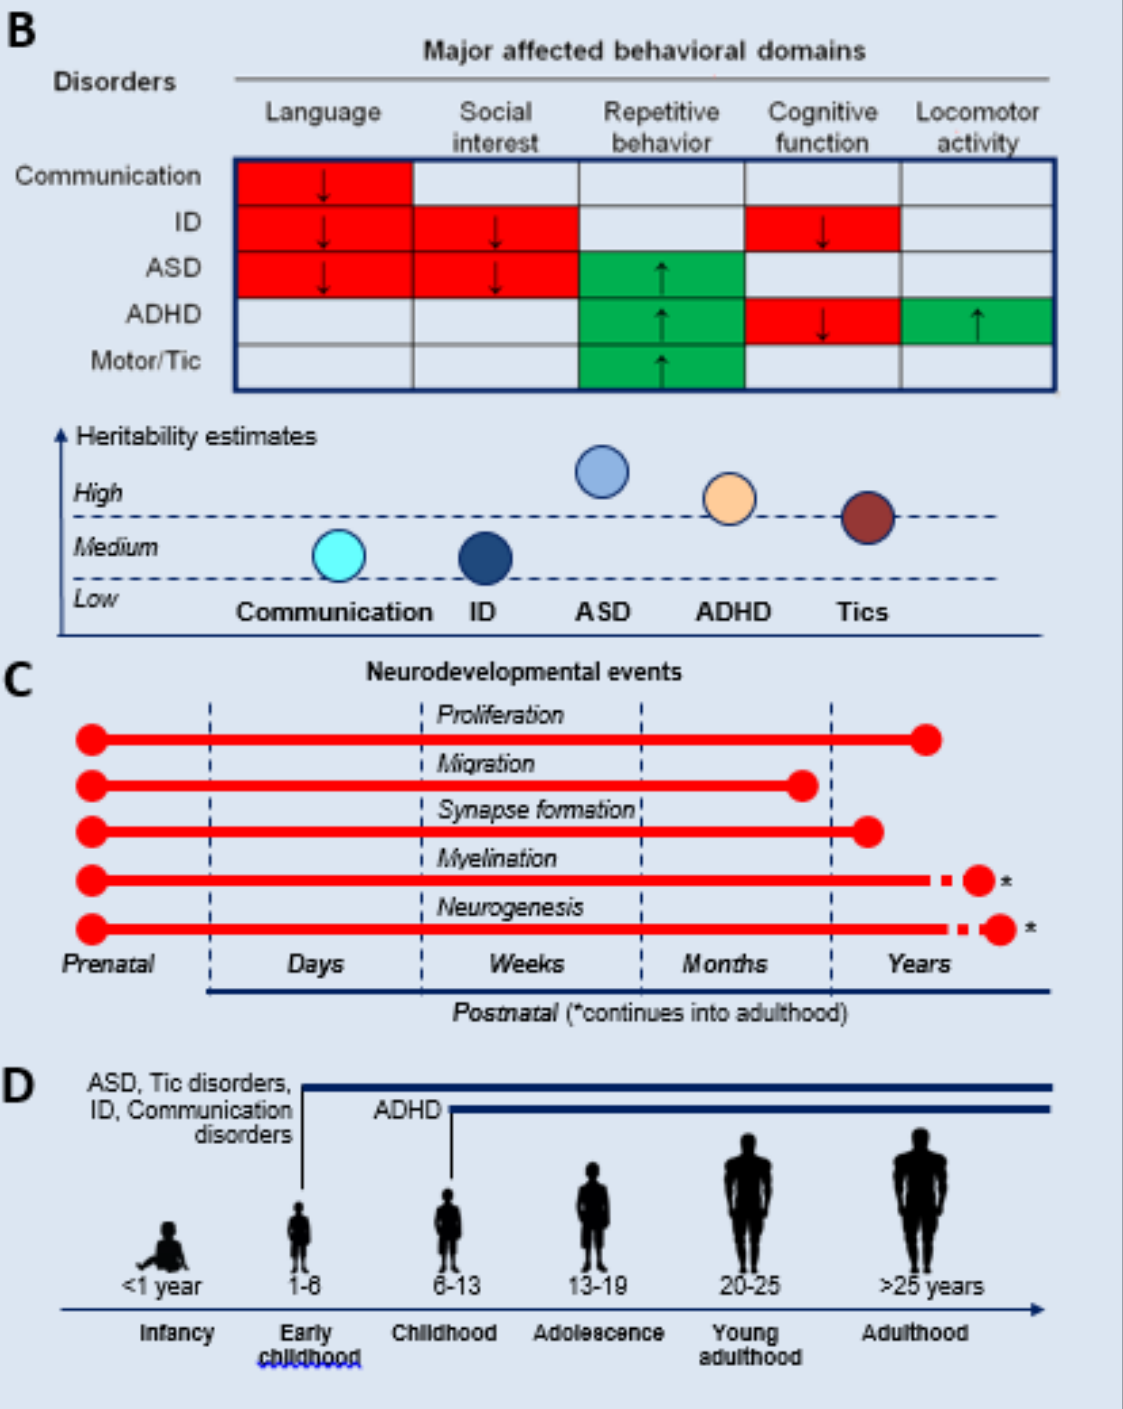 B
Major affected behavioral domains
Disorders
Language
Social
interest
Repetitive
behavior
Cognitive
function
Locomotor
activity
Communication ↓
ID ↓ ↓ ↓
ASD ↓ ↓ ↑
ADHD ↑ ↓ ↑
Motor/Tic ↑
Heritability estimates
High
Medium
Low
Communication ID ASD ADHD Tics
C
Neurodevelopmental events
Proliferation
Migration
Synapse formation
Myelination
*
Neurogenesis
*
Prenatal Days Weeks Months Years
Postnatal (*continues into adulthood)
D
ASD, Tic disorders,
ID, Communication
disorders
ADHD
<1 year 1-6 6-13 13-19 20-25 >25 years
Infancy
Early
childhood
Childhood
Adolescence
Young
adulthood
Adulthood